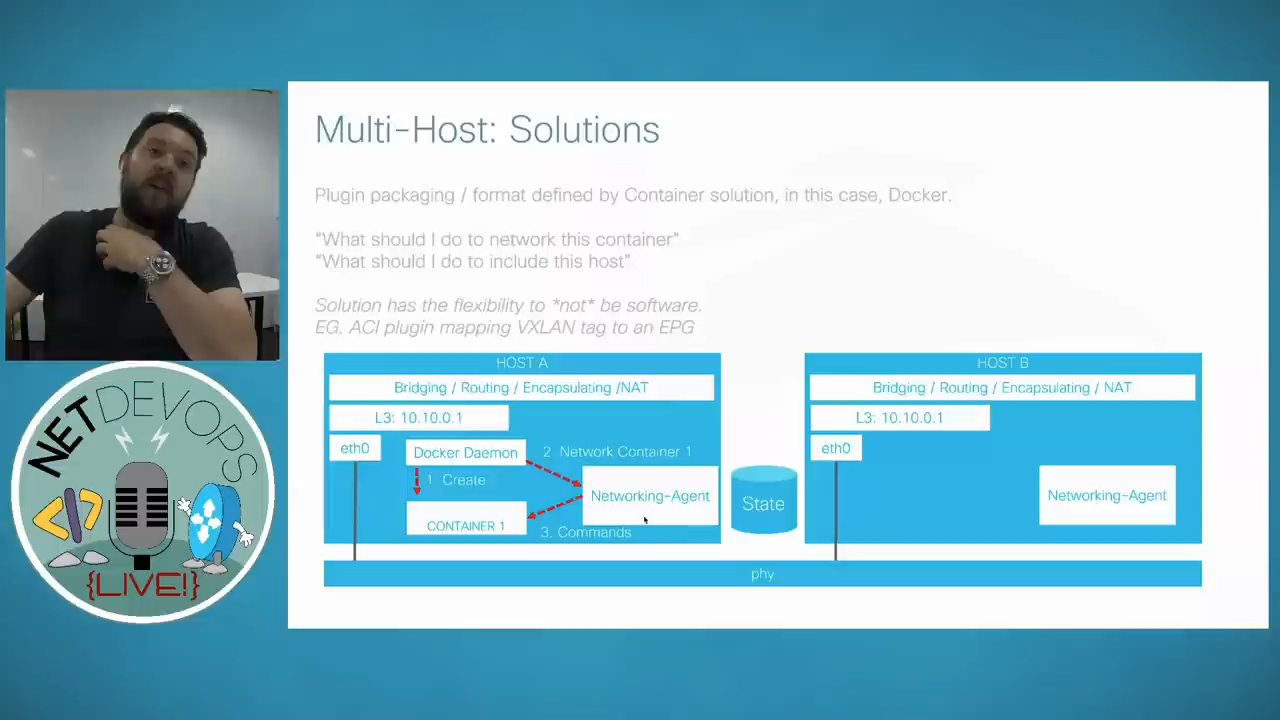 Multi-Host: Solutions
Plugin packaging / format defined by Container solution, in this case, Docker.
“What should I do to network this container”
“What should I do to include this host”
Solution has the flexibility to *not* be software.
EG. ACI plugin mapping VXLAN tag to an EPG
HOST A
Bridging / Routing / Encapsulating /NAT
L3: 10.10.0.1
eth0
Docker Daemon
2 Network Container 1
1 Create
Networking-Agent
CONTAINER 1
3. Commands
State
HOST B
Bridging / Routing / Encapsulating / NAT
L3: 10.10.0.1
eth0
Networking-Agent
phy
NETDEVOPS
{LIVE!}